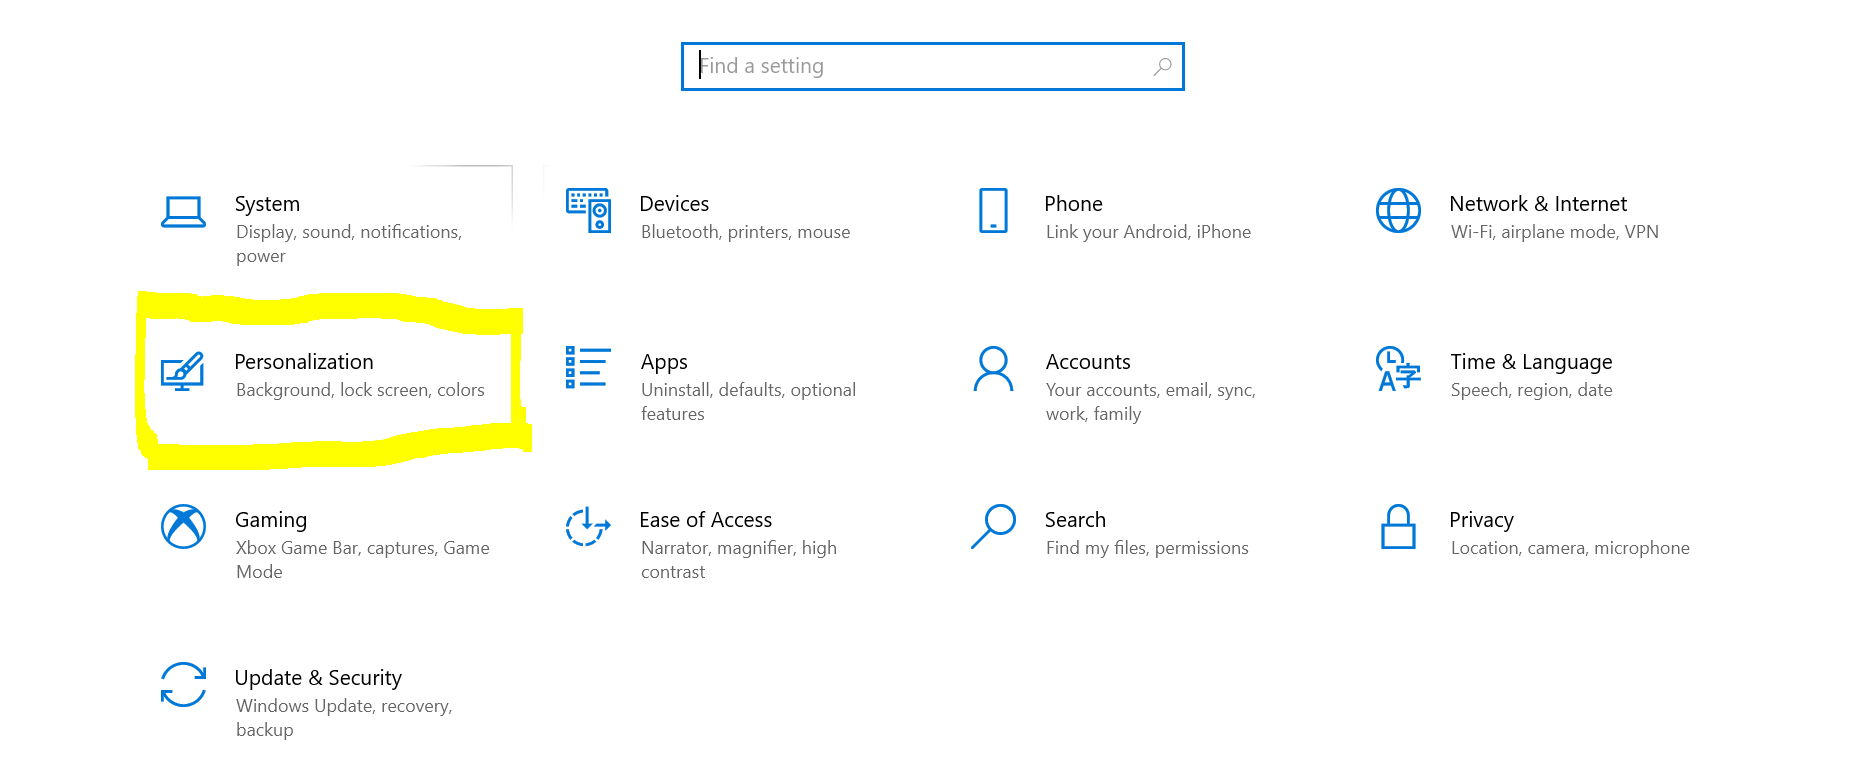 Find a setting
System
Display, sound, notifications,
power
Devices
Bluetooth, printers, mouse
Phone
Link your Android, iPhone
Network & Internet
Wi-Fi, airplane mode, VPN
Personalization
Background, lock screen, colors
Apps
Uninstall, defaults, optional
features
Accounts
Your accounts, email, sync,
work, family
Time & Language
Speech, region, date
Gaming
Xbox Game Bar, captures, Game
Mode
Ease of Access
Narrator, magnifier, high
contrast
Search
Find my files, permissions
Privacy
Location, camera, microphone
Update & Security
Windows Update, recovery,
backup